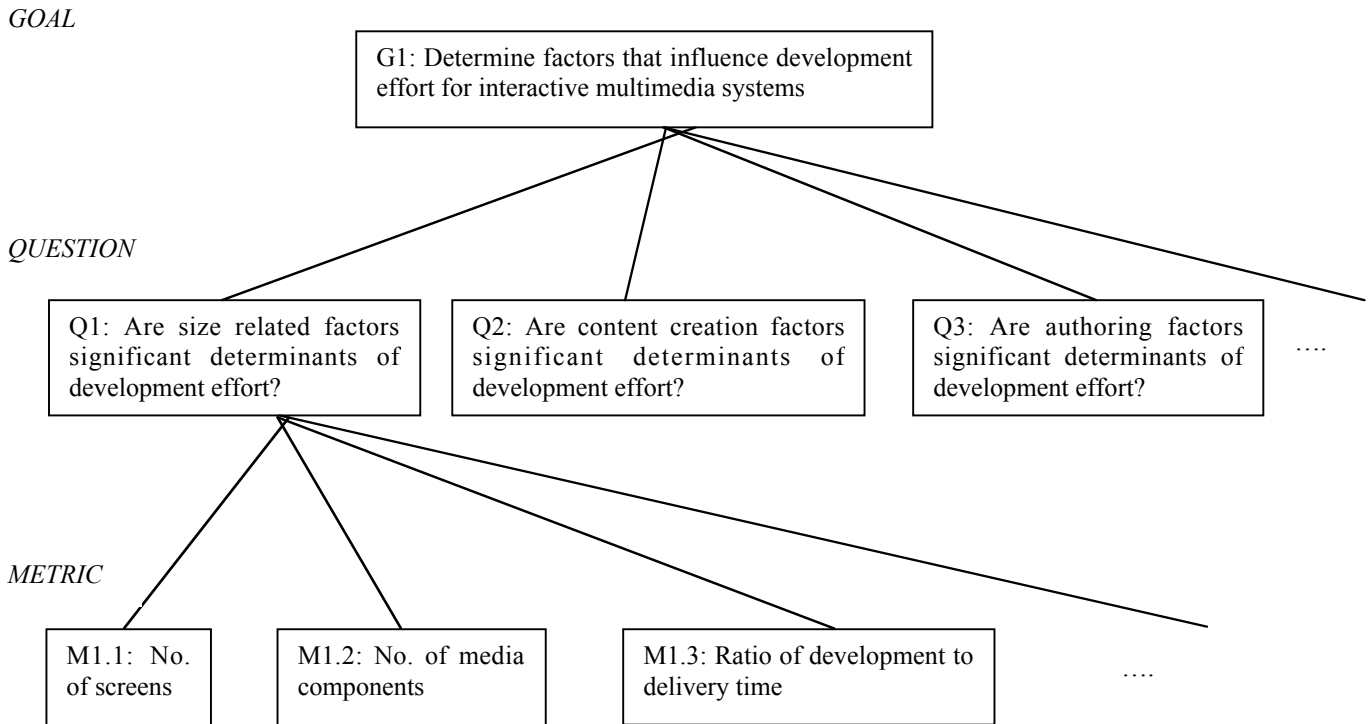 GOAL
G1: Determine factors that influence development
effort for interactive multimedia systems
QUESTION
Q1: Are size related factors
significant determinants of
development effort?
Q2: Are content creation factors
significant determinants of
development effort?
Q3: Are authoring factors
significant determinants of
development effort?
….
METRIC
M1.1: No.
of screens
M1.2: No. of media
components
M1.3: Ratio of development to
delivery time
….